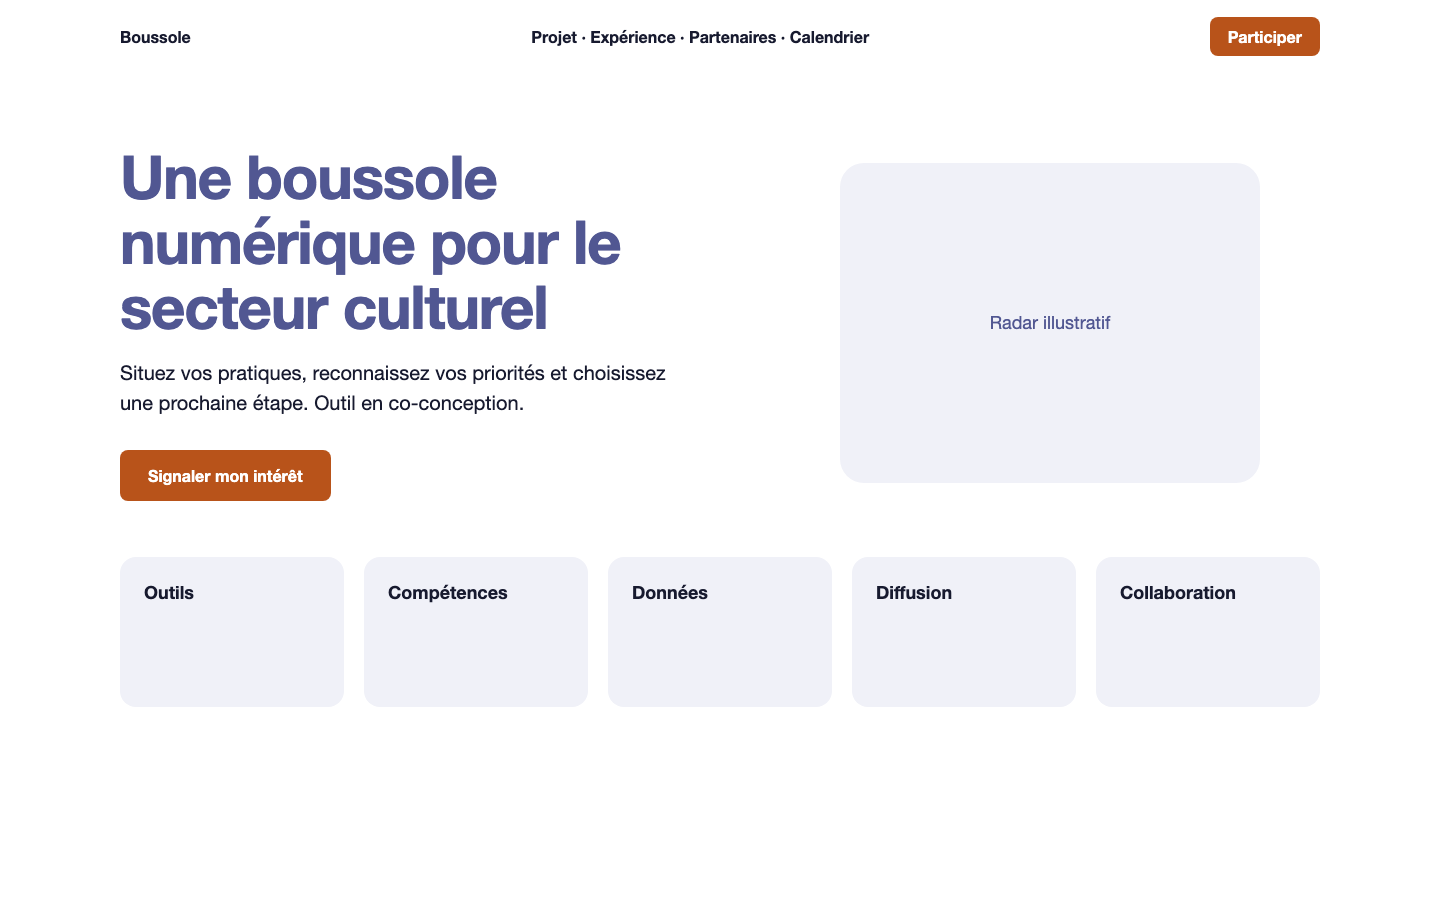 Boussole
Projet · Expérience · Partenaires · Calendrier
Participer
Une boussole
numérique pour le
secteur culturel
Situez vos pratiques, reconnaissez vos priorités et choisissez
une prochaine étape. Outil en co-conception.
Signaler mon intérêt
Radar illustratif
Outils
Compétences
Données
Diffusion
Collaboration